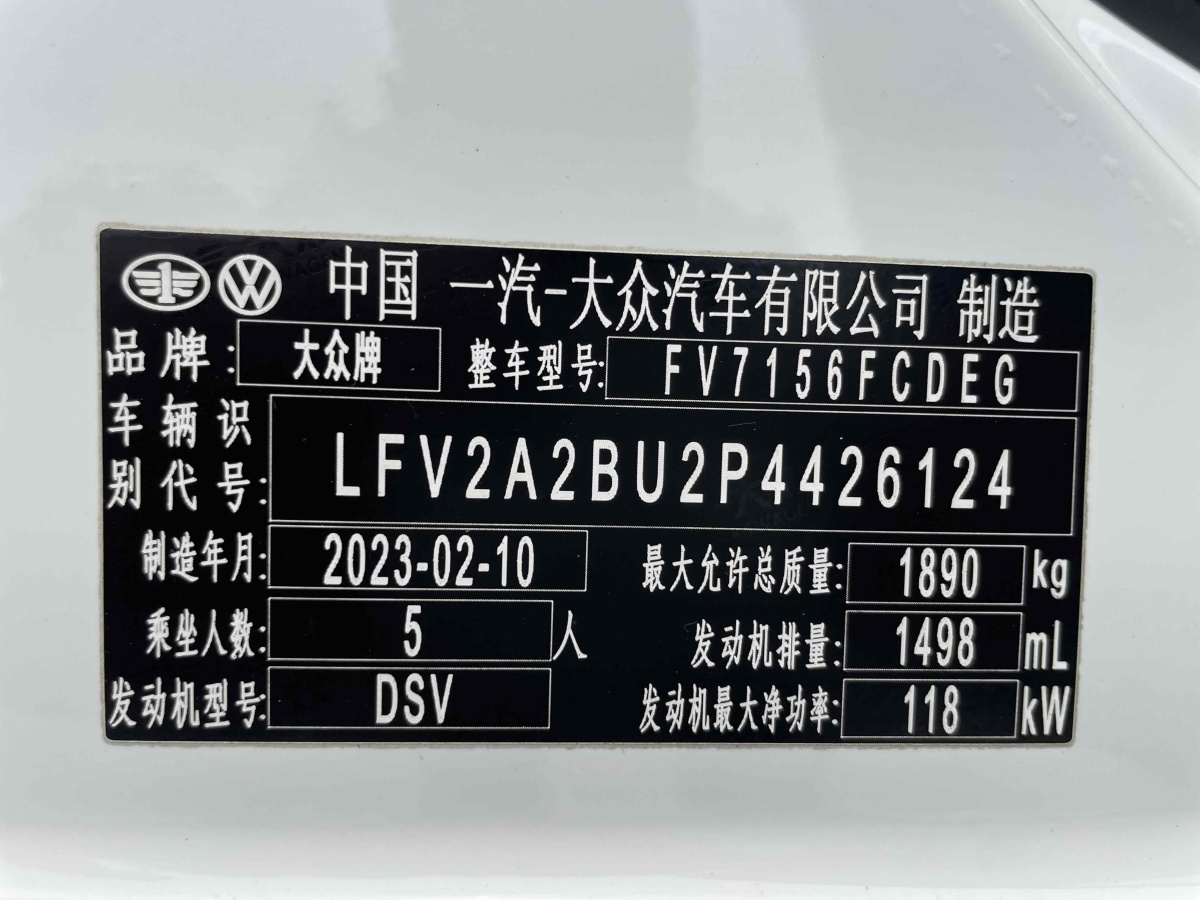 中国 一汽-大众汽车有限公司 制造
品牌: 大众牌 整车型号: FV7156FCDEG
车辆识别代号: LFV2A2BU2P4426124
制造年月: 2023-02-10 最大允许总质量: 1890 kg
乘坐人数: 5 人 发动机排量: 1498 mL
发动机型号: DSV 发动机最大净功率: 118 kW